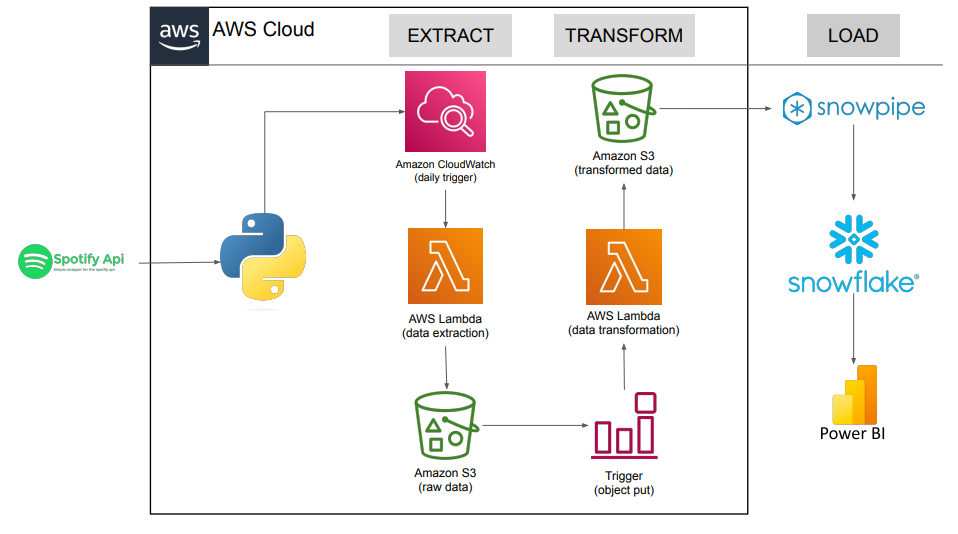 aws
AWS Cloud
EXTRACT
TRANSFORM
LOAD
Amazon CloudWatch
(daily trigger)
Amazon S3
(transformed data)
snowpipe
Spotify Api
Simple wrapper for the spotify api
AWS Lambda
(data extraction)
AWS Lambda
(data transformation)
snowflake®
Amazon S3
(raw data)
Trigger
(object put)
Power BI